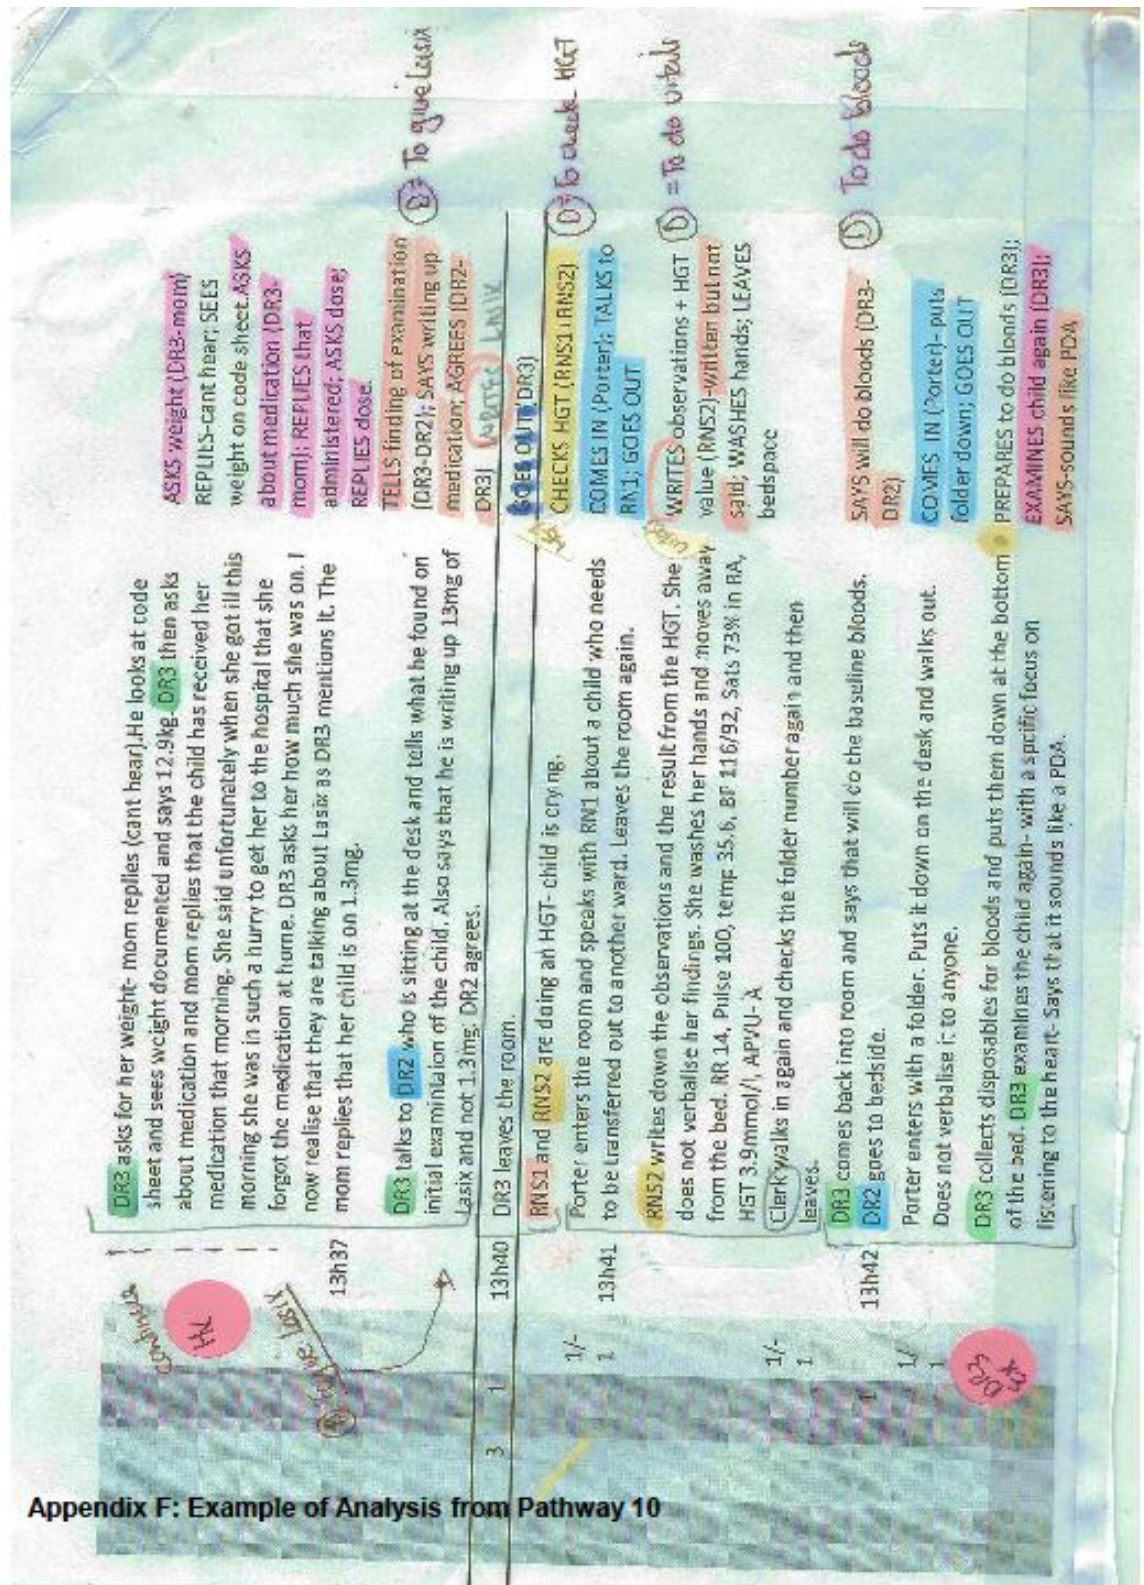 Appendix F: Example of Analysis from Pathway 10
continues
HX
DR3 asks for her weight- mom replies (cant hear).He looks at code
sheet and sees weight documented and says 12.9kg. DR3 then asks
about medication and mom replies that the child has received her
medication that morning. She said unfortunately when she got ill this
morning she was in such a hurry to get her to the hospital that she
forgot the medication at home. DR3 asks her how much she was on. I
now realise that they are talking about Lasix as DR3 mentions it. The
mom replies that her child is on 1.3mg.
13h37
DR3 talks to DR2 who is sitting at the desk and tells what he found on
initial examintaion of the child. Also says that he is writing up 13mg of
Lasix and not 1.3mg. DR2 agrees.
ASKS weight (DR3-mom)
REPLIES-cant hear; SEES
weight on code sheet.ASKS
about medication (DR3-
mom); REPLIES that
administered; ASKS dose;
REPLIES dose.
TELLS finding of examination
(DR3-DR2); SAYS writing up
medication; AGREES (DR2-
DR3)
WRITES Lasix
D = To give Lasix
3
1
13h40
DR3 leaves the room.
GOES OUT (DR3)
RNS1 and RNS2 are doing an HGT- child is crying.
CHECKS HGT (RNS1+RNS2)
D = To check HGT
1/-
1
13h41
Porter enters the room and speaks with RN1 about a child who needs
to be transferred out to another ward. Leaves the room again.
COMES IN (Porter); TALKS to
RN1; GOES OUT
RNS2 writes down the observations and the result from the HGT. She
does not verbalise her findings. She washes her hands and moves away
from the bed. RR 14, Pulse 100, temp 35.6, BP 116/92, Sats 73% in RA,
HGT 3.9mmol/l, APVU- A
WRITES observations + HGT
value (RNS2)-written but not
said; WASHES hands; LEAVES
bedspace
D = To do vitals
1/-
1
Clerk walks in again and checks the folder number again and then
leaves.
1
13h42
DR3 comes back into room and says that will do the baseline bloods.
DR2 goes to bedside.
SAYS will do bloods (DR3-
DR2)
D To do bloods
1/
1
Porter enters with a folder. Puts it down on the desk and walks out.
Does not verbalise it to anyone.
COMES IN (Porter)- puts
folder down; GOES OUT
DR3
EX
DR3 collects disposables for bloods and puts them down at the bottom
of the bed. DR3 examines the child again- with a spcific focus on
lisering to the heart- Says that it sounds like a PDA.
PREPARES to do bloods (DR3);
EXAMINES child again (DR3);
SAYS-sounds like PDA